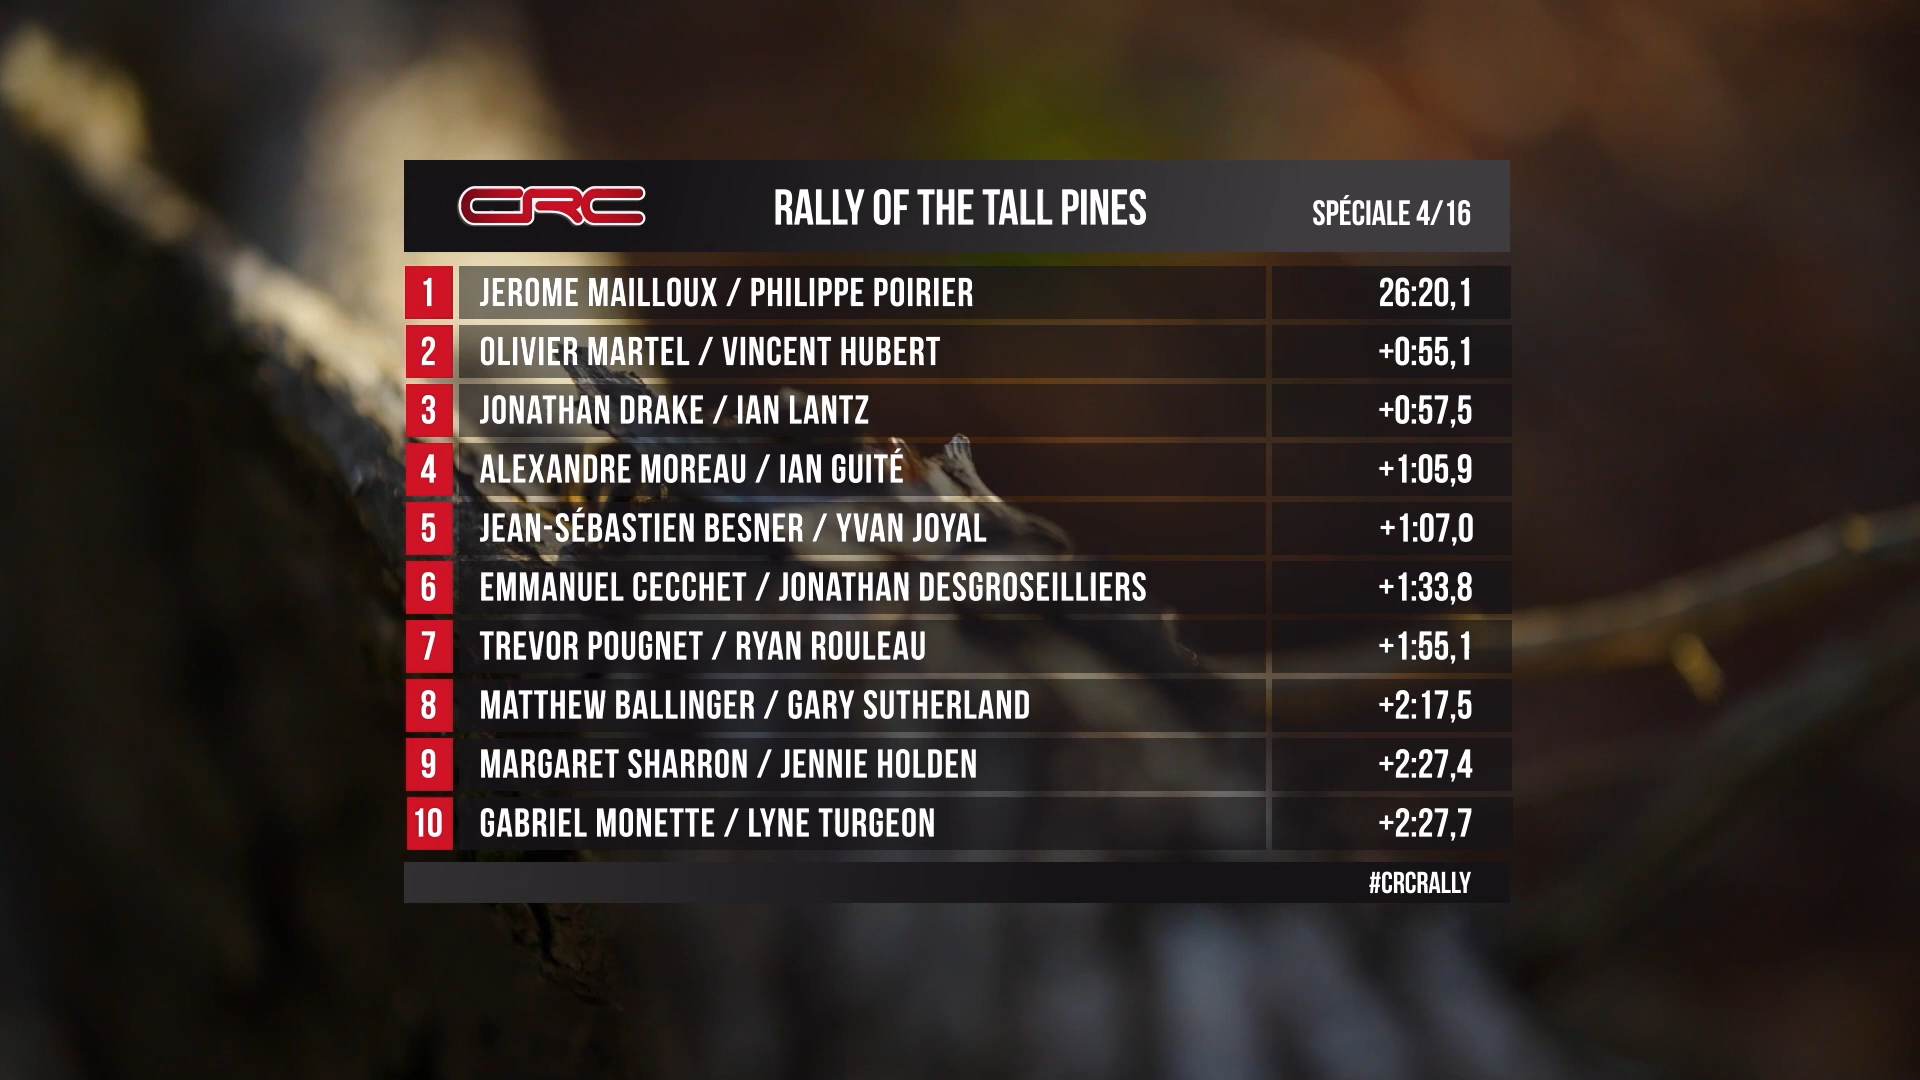 CRC RALLY OF THE TALL PINES SPÉCIALE 4/16
1 JEROME MAILLOUX / PHILIPPE POIRIER 26:20,1
2 OLIVIER MARTEL / VINCENT HUBERT +0:55,1
3 JONATHAN DRAKE / IAN LANTZ +0:57,5
4 ALEXANDRE MOREAU / IAN GUITÉ +1:05,9
5 JEAN-SÉBASTIEN BESNER / YVAN JOYAL +1:07,0
6 EMMANUEL CECCHET / JONATHAN DESGROSEILLIERS +1:33,8
7 TREVOR POUGNET / RYAN ROULEAU +1:55,1
8 MATTHEW BALLINGER / GARY SUTHERLAND +2:17,5
9 MARGARET SHARRON / JENNIE HOLDEN +2:27,4
10 GABRIEL MONETTE / LYNE TURGEON +2:27,7
#CRCRALLY